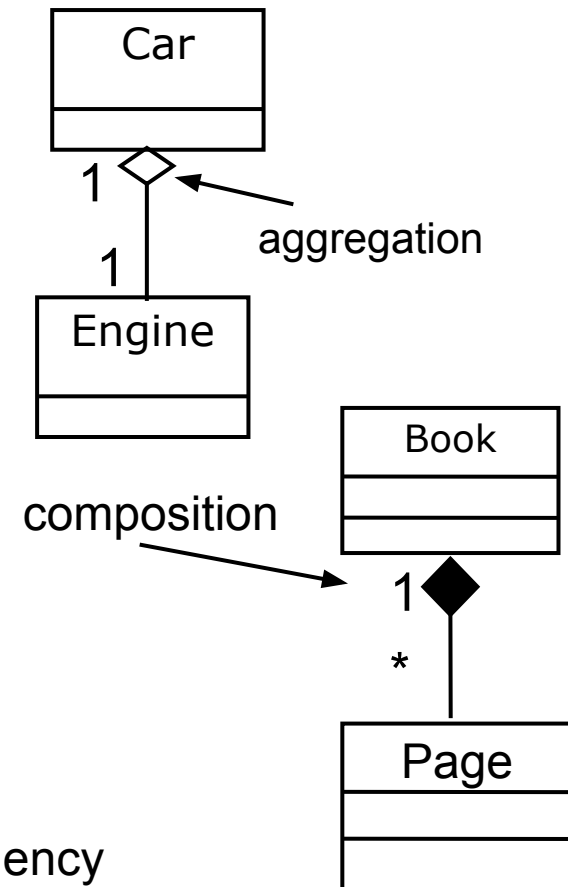 Car
1
aggregation
1
Engine
Book
composition
1
*
Page
ency